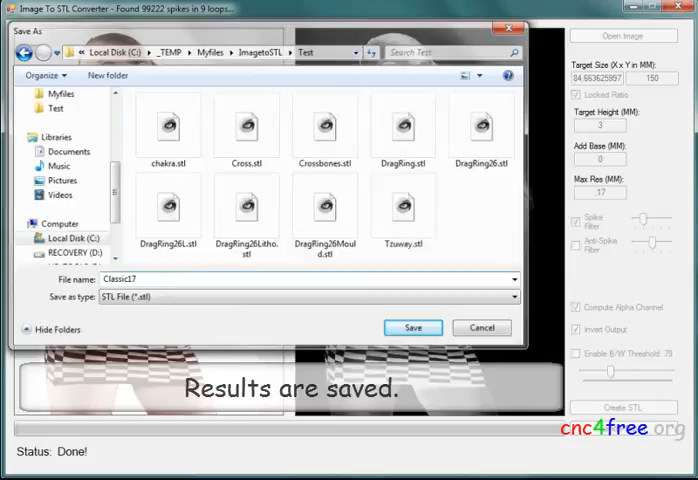 Image To STL Converter - Found 99222 spikes in 9 loops...
Save As
Local Disk (C:) _TEMP Myfiles ImagetoSTL Test Search Test
Organize New folder
Myfiles
Test
Libraries
Documents
Music
Pictures
Videos
Computer
Local Disk (C:)
RECOVERY (D:)
chakra.stl Cross.stl Crossbones.stl DragRing.stl DragRing26.stl
DragRing26L.stl DragRing26Litho.stl DragRing26Mould.stl Tzuway.stl
File name: Classic17
Save as type: STL File (*.stl)
Hide Folders Save Cancel
Open Image
Target Size (X x Y in MM)
84.663625997 150
Locked Ratio
Target Height (MM)
3
Add Base (MM)
0
Max Res (MM)
.17
Spike
Filter
Anti-Spike
Filter
Compute Alpha Channel
Invert Output
Enable B/W Threshold: 79
Create STL
Results are saved.
cnc4free org
Status: Done!